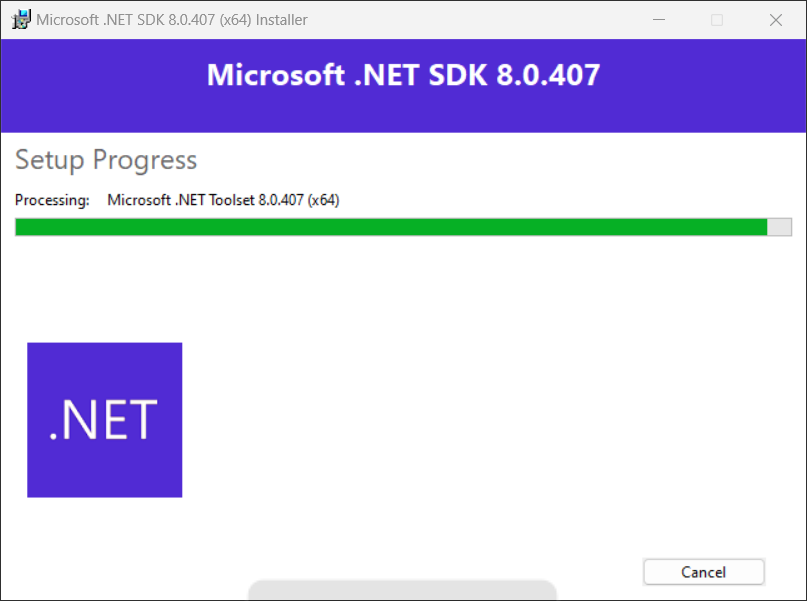 Microsoft .NET SDK 8.0.407 (x64) Installer
Microsoft .NET SDK 8.0.407
Setup Progress
Processing: Microsoft .NET Toolset 8.0.407 (x64)
.NET
Cancel